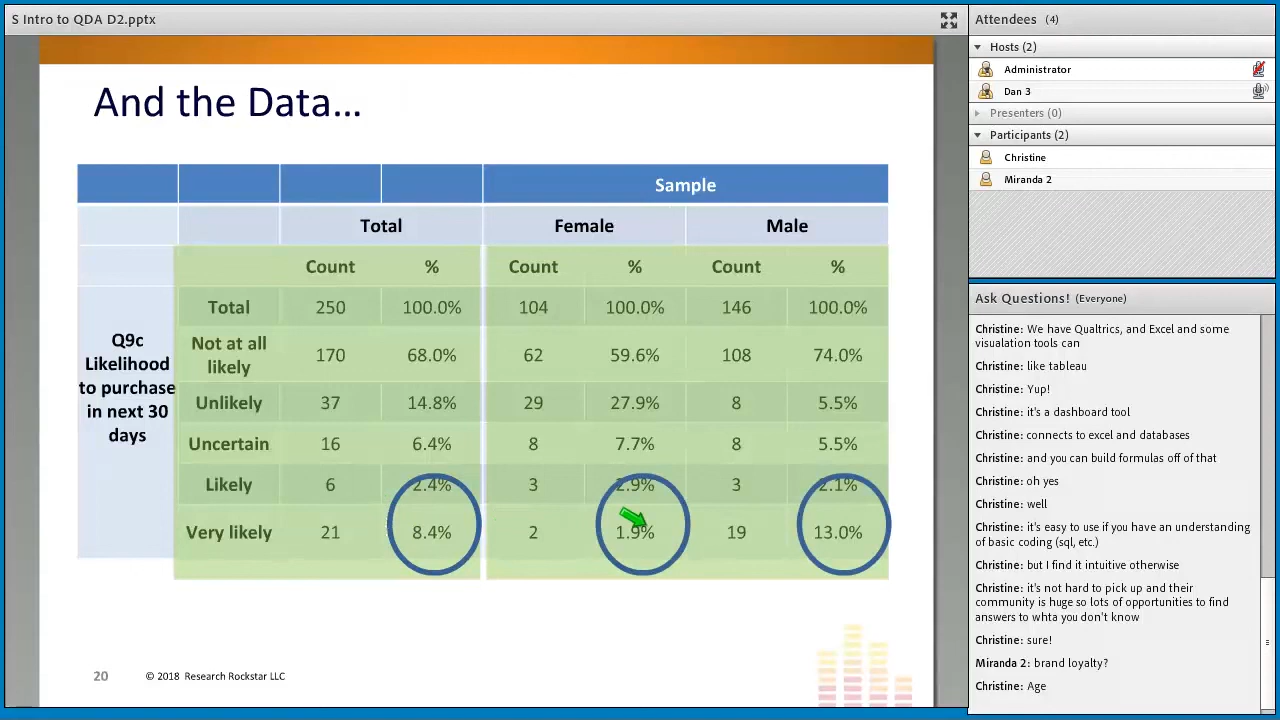 S Intro to QDA D2.pptx
And the Data...
Sample
Total Female Male
Count % Count % Count %
Total 250 100.0% 104 100.0% 146 100.0%
Q9c
Likelihood
to purchase
in next 30
days
Not at all
likely 170 68.0% 62 59.6% 108 74.0%
Unlikely 37 14.8% 29 27.9% 8 5.5%
Uncertain 16 6.4% 8 7.7% 8 5.5%
Likely 6 2.4% 3 2.9% 3 2.1%
Very likely 21 8.4% 2 1.9% 19 13.0%
20 © 2018 Research Rockstar LLC
Attendees (4)
Hosts (2)
Administrator
Dan 3
Presenters (0)
Participants (2)
Christine
Miranda 2
Ask Questions! (Everyone)
Christine: We have Qualtrics, and Excel and some
visualation tools can
Christine: like tableau
Christine: Yup!
Christine: it's a dashboard tool
Christine: connects to excel and databases
Christine: and you can build formulas off of that
Christine: oh yes
Christine: well
Christine: it's easy to use if you have an understanding
of basic coding (sql, etc.)
Christine: but I find it intuitive otherwise
Christine: it's not hard to pick up and their
community is huge so lots of opportunities to find
answers to whta you don't know
Christine: sure!
Miranda 2: brand loyalty?
Christine: Age